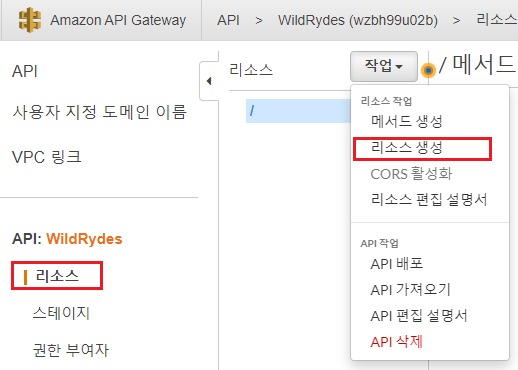 Amazon API Gateway API > WildRydes (wzbh99u02b) > 리소스
API
사용자 지정 도메인 이름
VPC 링크
API: WildRydes
리소스
스테이지
권한 부여자
리소스
/
작업
/ 메서드
리소스 작업
메서드 생성
리소스 생성
CORS 활성화
리소스 편집 설명서
API 작업
API 배포
API 가져오기
API 편집 설명서
API 삭제